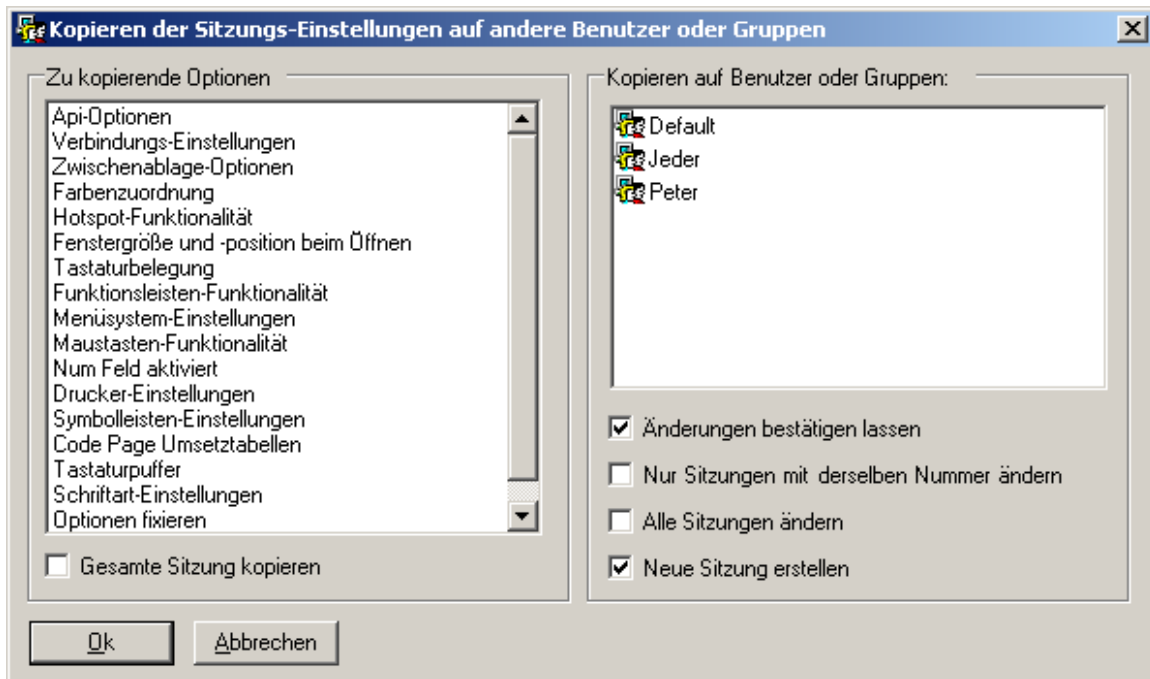 Kopieren der Sitzungs-Einstellungen auf andere Benutzer oder Gruppen
Zu kopierende Optionen
Api-Optionen
Verbindungs-Einstellungen
Zwischenablage-Optionen
Farbenzuordnung
Hotspot-Funktionalität
Fenstergröße und -position beim Öffnen
Tastaturbelegung
Funktionsleisten-Funktionalität
Menüsystem-Einstellungen
Maustasten-Funktionalität
Num Feld aktiviert
Drucker-Einstellungen
Symbolleisten-Einstellungen
Code Page Umsetztabellen
Tastaturpuffer
Schriftart-Einstellungen
Optionen fixieren
Gesamte Sitzung kopieren
Kopieren auf Benutzer oder Gruppen:
Default
Jeder
Peter
Änderungen bestätigen lassen
Nur Sitzungen mit derselben Nummer ändern
Alle Sitzungen ändern
Neue Sitzung erstellen
Ok
Abbrechen